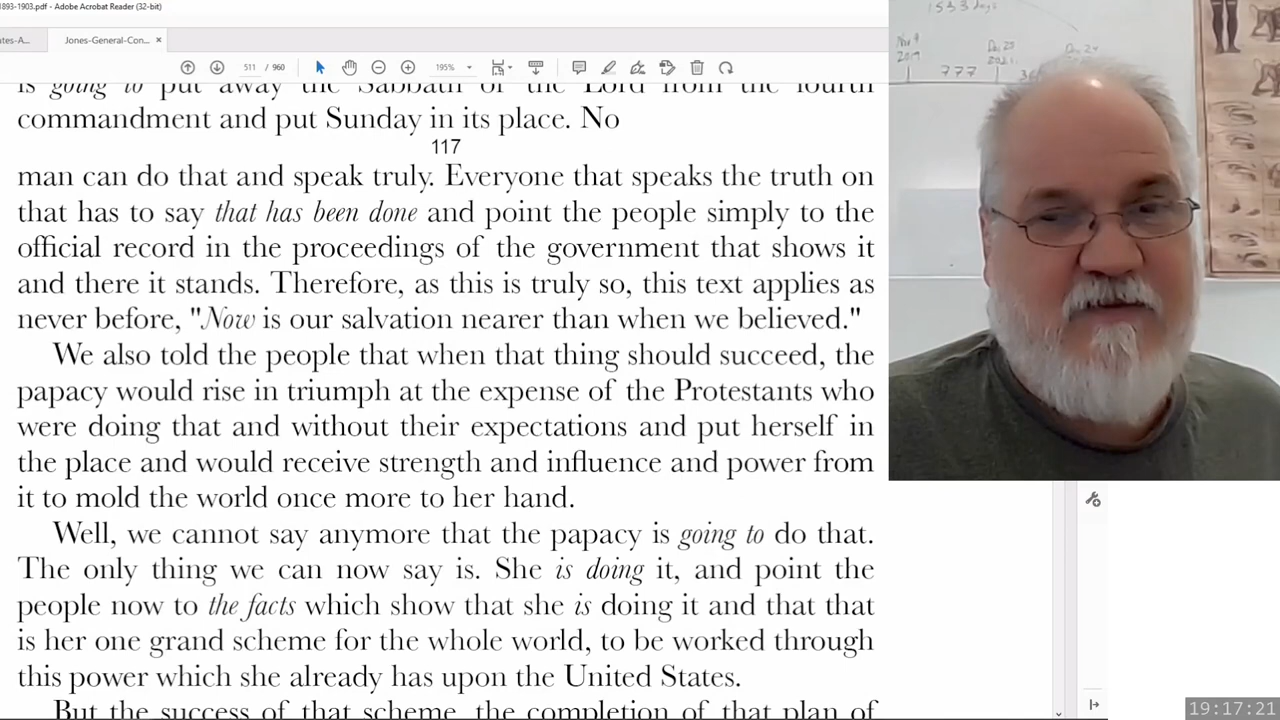 1893-1903.pdf - Adobe Acrobat Reader (32-bit)
tes-A...
Jones-General-Con...
511 / 960
195%
is going to put away the Sabbath of the Lord from the fourth
commandment and put Sunday in its place. No
117
man can do that and speak truly. Everyone that speaks the truth on
that has to say that has been done and point the people simply to the
official record in the proceedings of the government that shows it
and there it stands. Therefore, as this is truly so, this text applies as
never before, "Now is our salvation nearer than when we believed."
We also told the people that when that thing should succeed, the
papacy would rise in triumph at the expense of the Protestants who
were doing that and without their expectations and put herself in
the place and would receive strength and influence and power from
it to mold the world once more to her hand.
Well, we cannot say anymore that the papacy is going to do that.
The only thing we can now say is. She is doing it, and point the
people now to the facts which show that she is doing it and that that
is her one grand scheme for the whole world, to be worked through
this power which she already has upon the United States.
But the success of that scheme, the completion of that plan of
1533 days
Nov 9
2019
777
Dec 25
2021
Dec 24
19:17:21